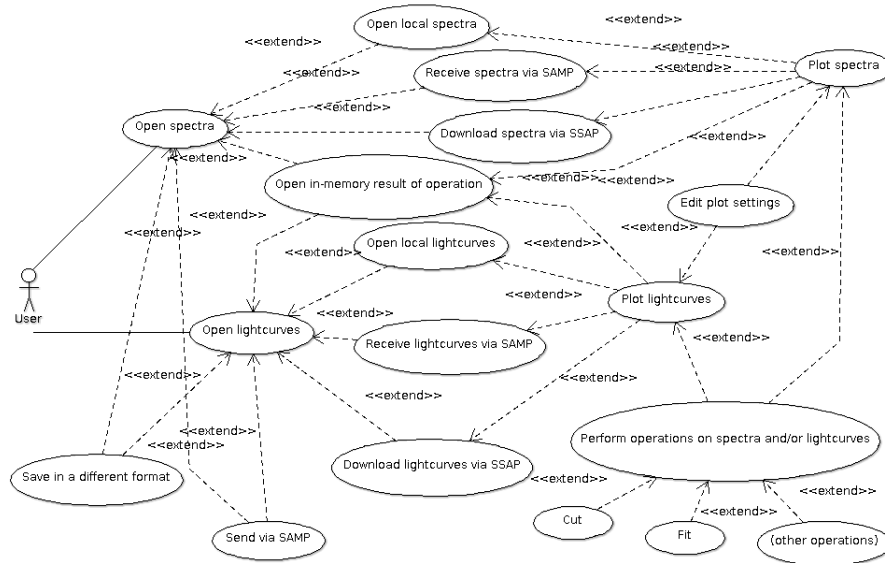 Open local spectra
<<extend>>
<<extend>>
<<extend>>
<<extend>>
Plot spectra
Receive spectra via SAMP
<<extend>>
<<extend>>
Open spectra
Download spectra via SSAP
<<extend>>
<<extend>>
Open in-memory result of operation
<<extend>>
<<extend>>
Edit plot settings
<<extend>>
<<extend>>
<<extend>>
Open local lightcurves
<<extend>>
<<extend>>
<<extend>>
<<extend>>
Plot lightcurves
User
Open lightcurves
<<extend>>
<<extend>>
Receive lightcurves via SAMP
<<extend>>
<<extend>>
<<extend>>
<<extend>>
<<extend>>
<<extend>>
Perform operations on spectra and/or lightcurves
Save in a different format
Download lightcurves via SSAP
<<extend>>
<<extend>>
<<extend>>
Cut
Fit
{other operations}
Send via SAMP